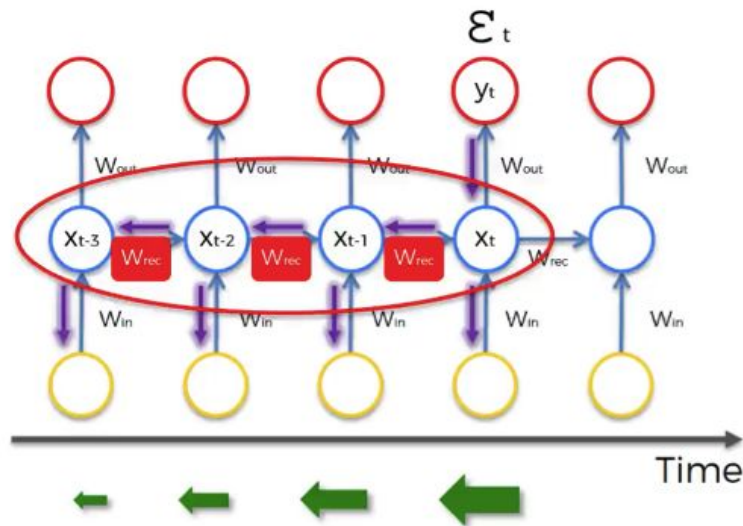 ℇt
yt
Wout Wout Wout Wout Wout
xt-3 xt-2 xt-1 xt
Wrec Wrec Wrec Wrec
Win Win Win Win Win
Time